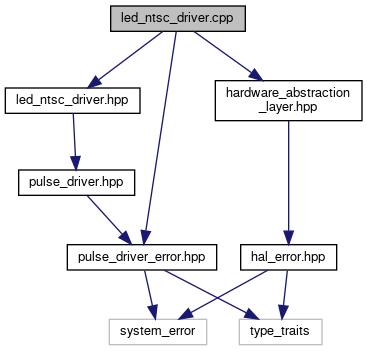 led_ntsc_driver.cpp
led_ntsc_driver.hpp
hardware_abstraction
_layer.hpp
pulse_driver.hpp
pulse_driver_error.hpp
hal_error.hpp
system_error
type_traits